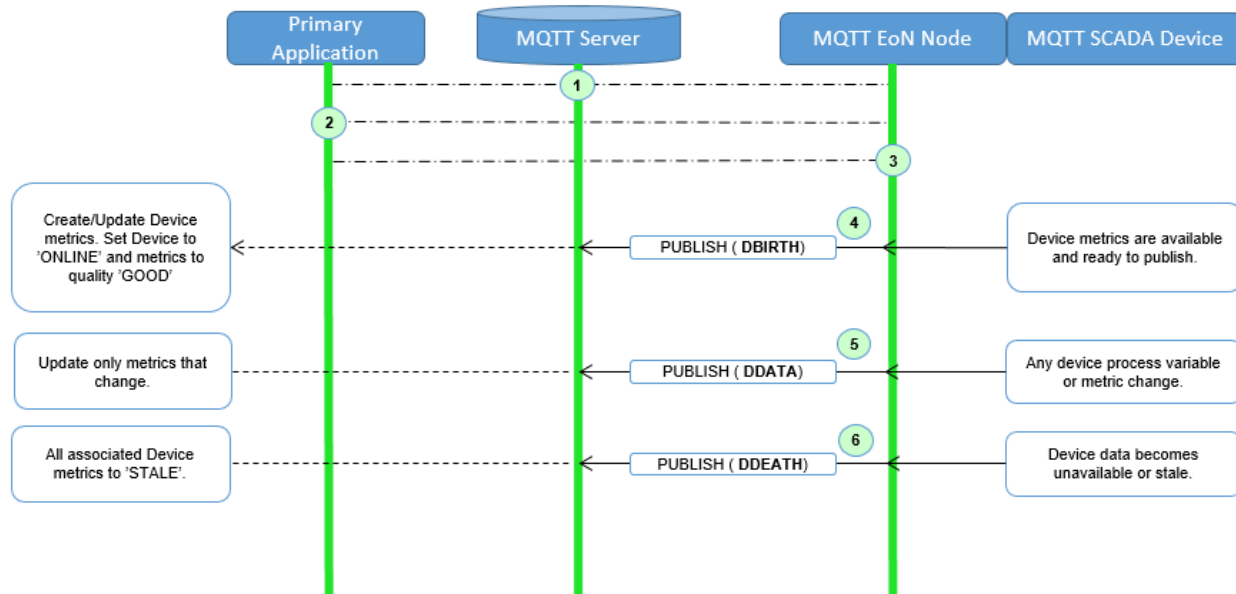 Primary
Application
MQTT Server
MQTT EoN Node
MQTT SCADA Device
1
2
3
4
Create/Update Device
metrics. Set Device to
’ONLINE’ and metrics to
quality ’GOOD’
PUBLISH ( DBIRTH)
Device metrics are available
and ready to publish.
5
Update only metrics that
change.
PUBLISH ( DDATA)
Any device process variable
or metric change.
6
All associated Device
metrics to ’STALE’.
PUBLISH ( DDEATH)
Device data becomes
unavailable or stale.